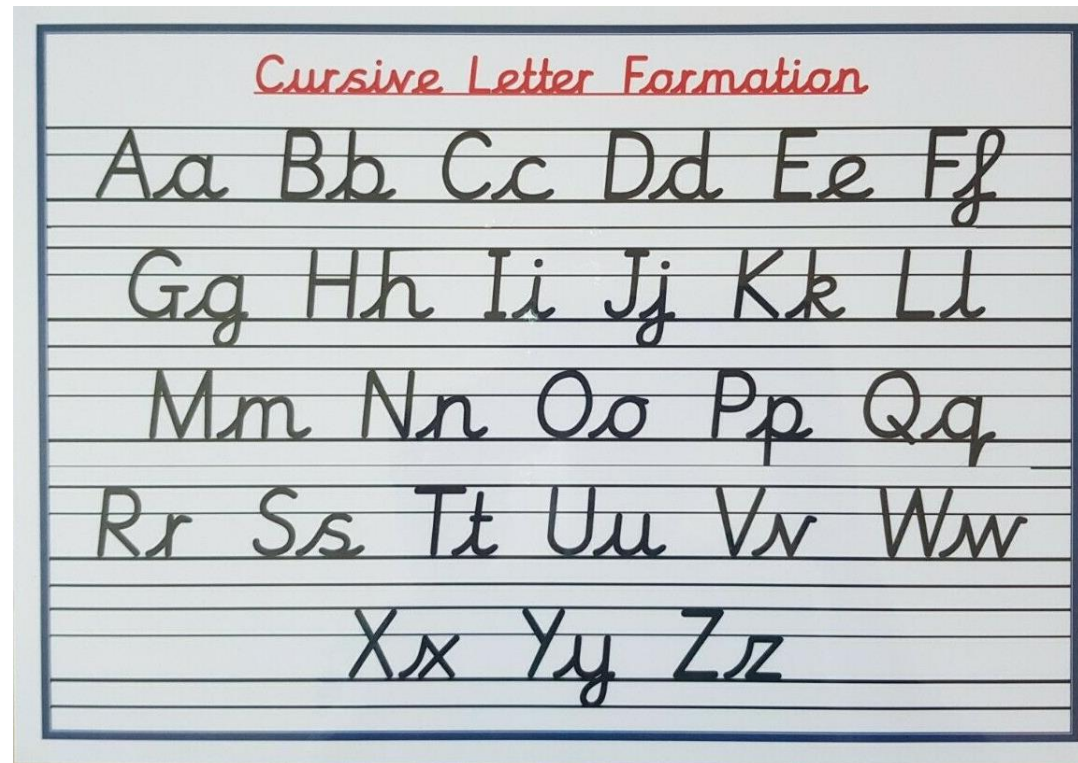 Cursive Letter Formation
Aa Bb Cc Dd Ee Ff
Gg Hh Ii Jj Kk Ll
Mm Nn Oo Pp Qq
Rr Ss Tt Uu Vv Ww
Xx Yy Zz